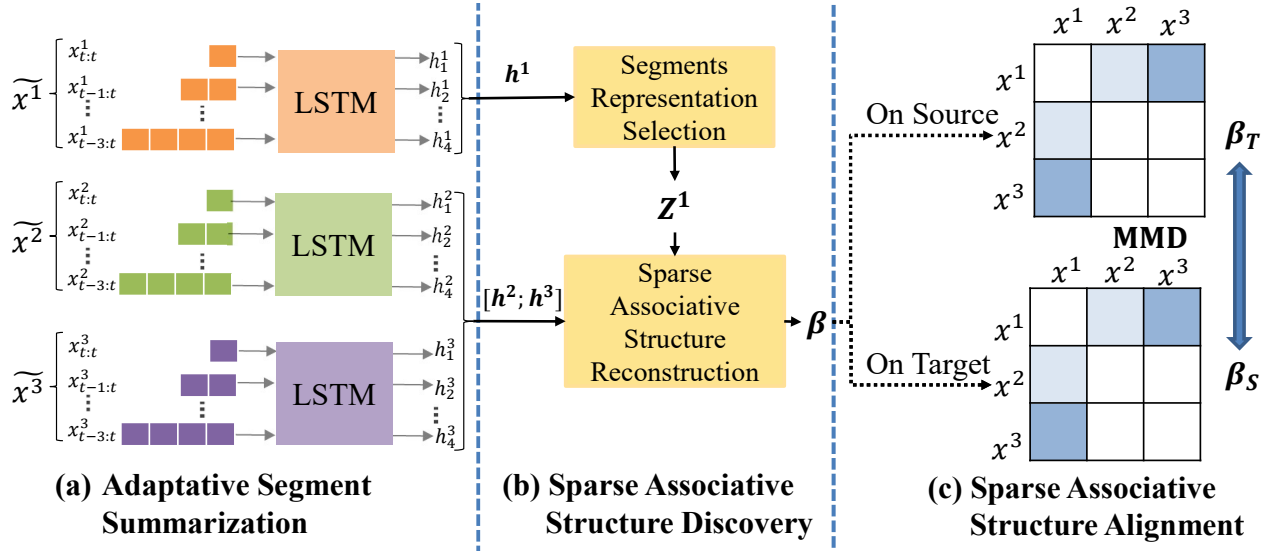 x̃¹
x¹ₜ:ₜ
x¹ₜ₋₁:ₜ
x¹ₜ₋₃:ₜ
LSTM
h¹₁
h¹₂
h¹₄
x̃²
x²ₜ:ₜ
x²ₜ₋₁:ₜ
x²ₜ₋₃:ₜ
LSTM
h²₁
h²₂
h²₄
x̃³
x³ₜ:ₜ
x³ₜ₋₁:ₜ
x³ₜ₋₃:ₜ
LSTM
h³₁
h³₂
h³₄
(a) Adaptative Segment
Summarization
h¹
Segments
Representation
Selection
Z¹
[h²; h³]
Sparse
Associative
Structure
Reconstruction
β
(b) Sparse Associative
Structure Discovery
On Source
x¹ x² x³
x¹
x²
x³
β_T
MMD
On Target
x¹ x² x³
x¹
x²
x³
β_S
(c) Sparse Associative
Structure Alignment